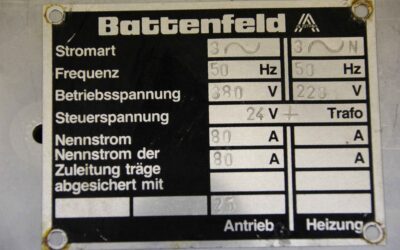 Battenfeld
Stromart 3 ~ 3 ~ N
Frequenz 50 Hz 50 Hz
Betriebsspannung 380 V 220 V
Steuerspannung 24 V + Trafo
Nennstrom 80 A A
Nennstrom der 80 A A
Zuleitung träge
abgesichert mit
25
Antrieb Heizung